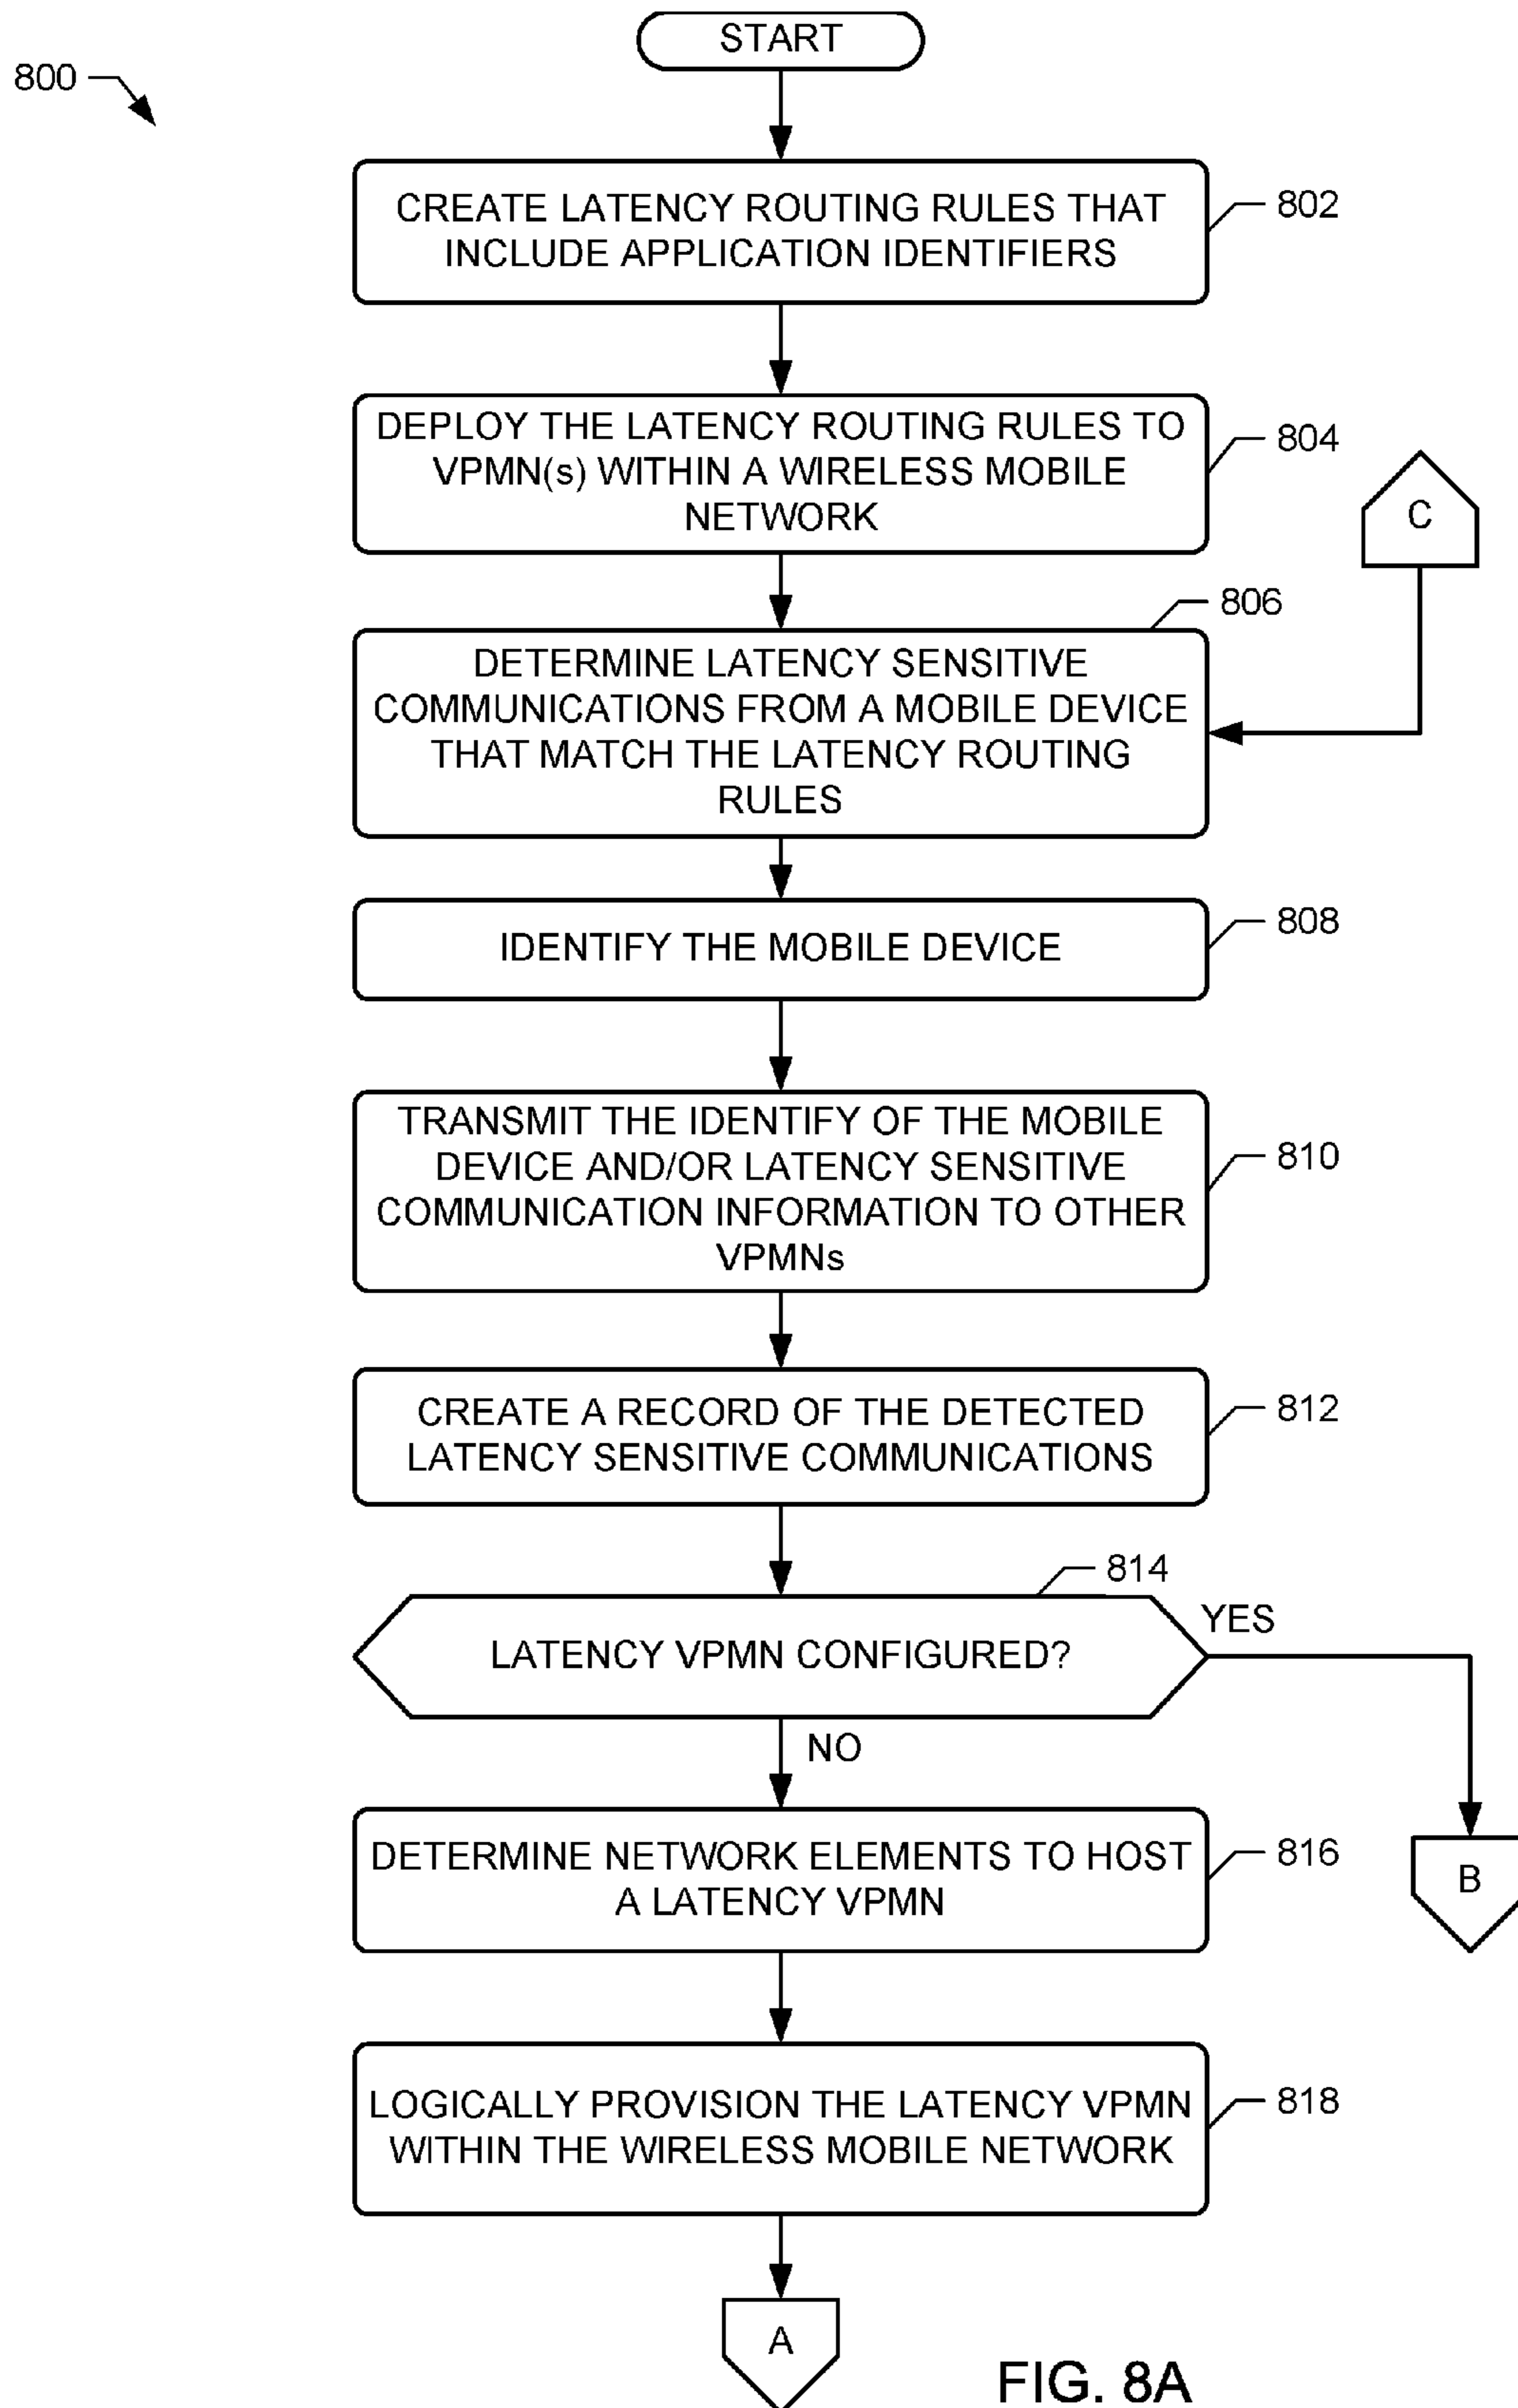 START
800
CREATE LATENCY ROUTING RULES THAT
INCLUDE APPLICATION IDENTIFIERS
802
DEPLOY THE LATENCY ROUTING RULES TO
VPMN(s) WITHIN A WIRELESS MOBILE
NETWORK
804
C
806
DETERMINE LATENCY SENSITIVE
COMMUNICATIONS FROM A MOBILE DEVICE
THAT MATCH THE LATENCY ROUTING
RULES
IDENTIFY THE MOBILE DEVICE
808
TRANSMIT THE IDENTIFY OF THE MOBILE
DEVICE AND/OR LATENCY SENSITIVE
COMMUNICATION INFORMATION TO OTHER
VPMNs
810
CREATE A RECORD OF THE DETECTED
LATENCY SENSITIVE COMMUNICATIONS
812
814
LATENCY VPMN CONFIGURED?
YES
NO
DETERMINE NETWORK ELEMENTS TO HOST
A LATENCY VPMN
816
B
LOGICALLY PROVISION THE LATENCY VPMN
WITHIN THE WIRELESS MOBILE NETWORK
818
A
FIG. 8A